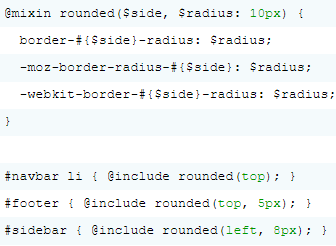 @mixin rounded($side, $radius: 10px) {
  border-#{$side}-radius: $radius;
  -moz-border-radius-#{$side}: $radius;
  -webkit-border-#{$side}-radius: $radius;
}

#navbar li { @include rounded(top); }
#footer { @include rounded(top, 5px); }
#sidebar { @include rounded(left, 8px); }